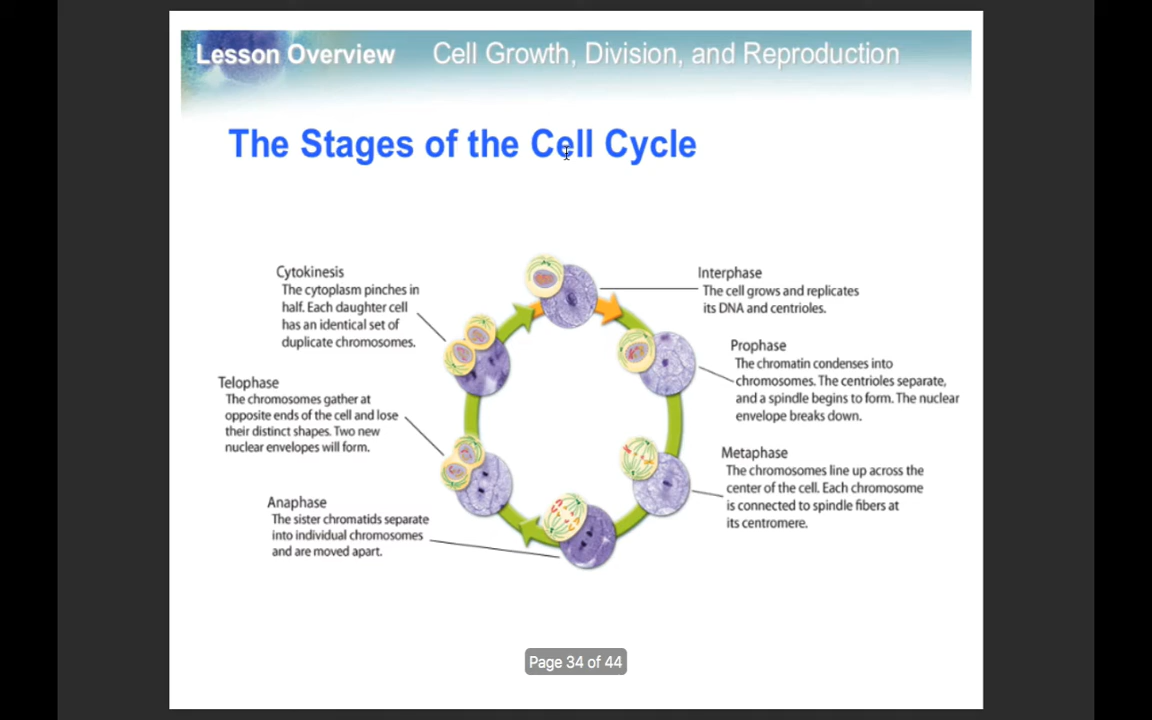 Lesson Overview Cell Growth, Division, and Reproduction
The Stages of the Cell Cycle
Cytokinesis
The cytoplasm pinches in
half. Each daughter cell
has an identical set of
duplicate chromosomes.
Interphase
The cell grows and replicates
its DNA and centrioles.
Prophase
The chromatin condenses into
chromosomes. The centrioles separate,
and a spindle begins to form. The nuclear
envelope breaks down.
Telophase
The chromosomes gather at
opposite ends of the cell and lose
their distinct shapes. Two new
nuclear envelopes will form.
Metaphase
The chromosomes line up across the
center of the cell. Each chromosome
is connected to spindle fibers at
its centromere.
Anaphase
The sister chromatids separate
into individual chromosomes
and are moved apart.
Page 34 of 44